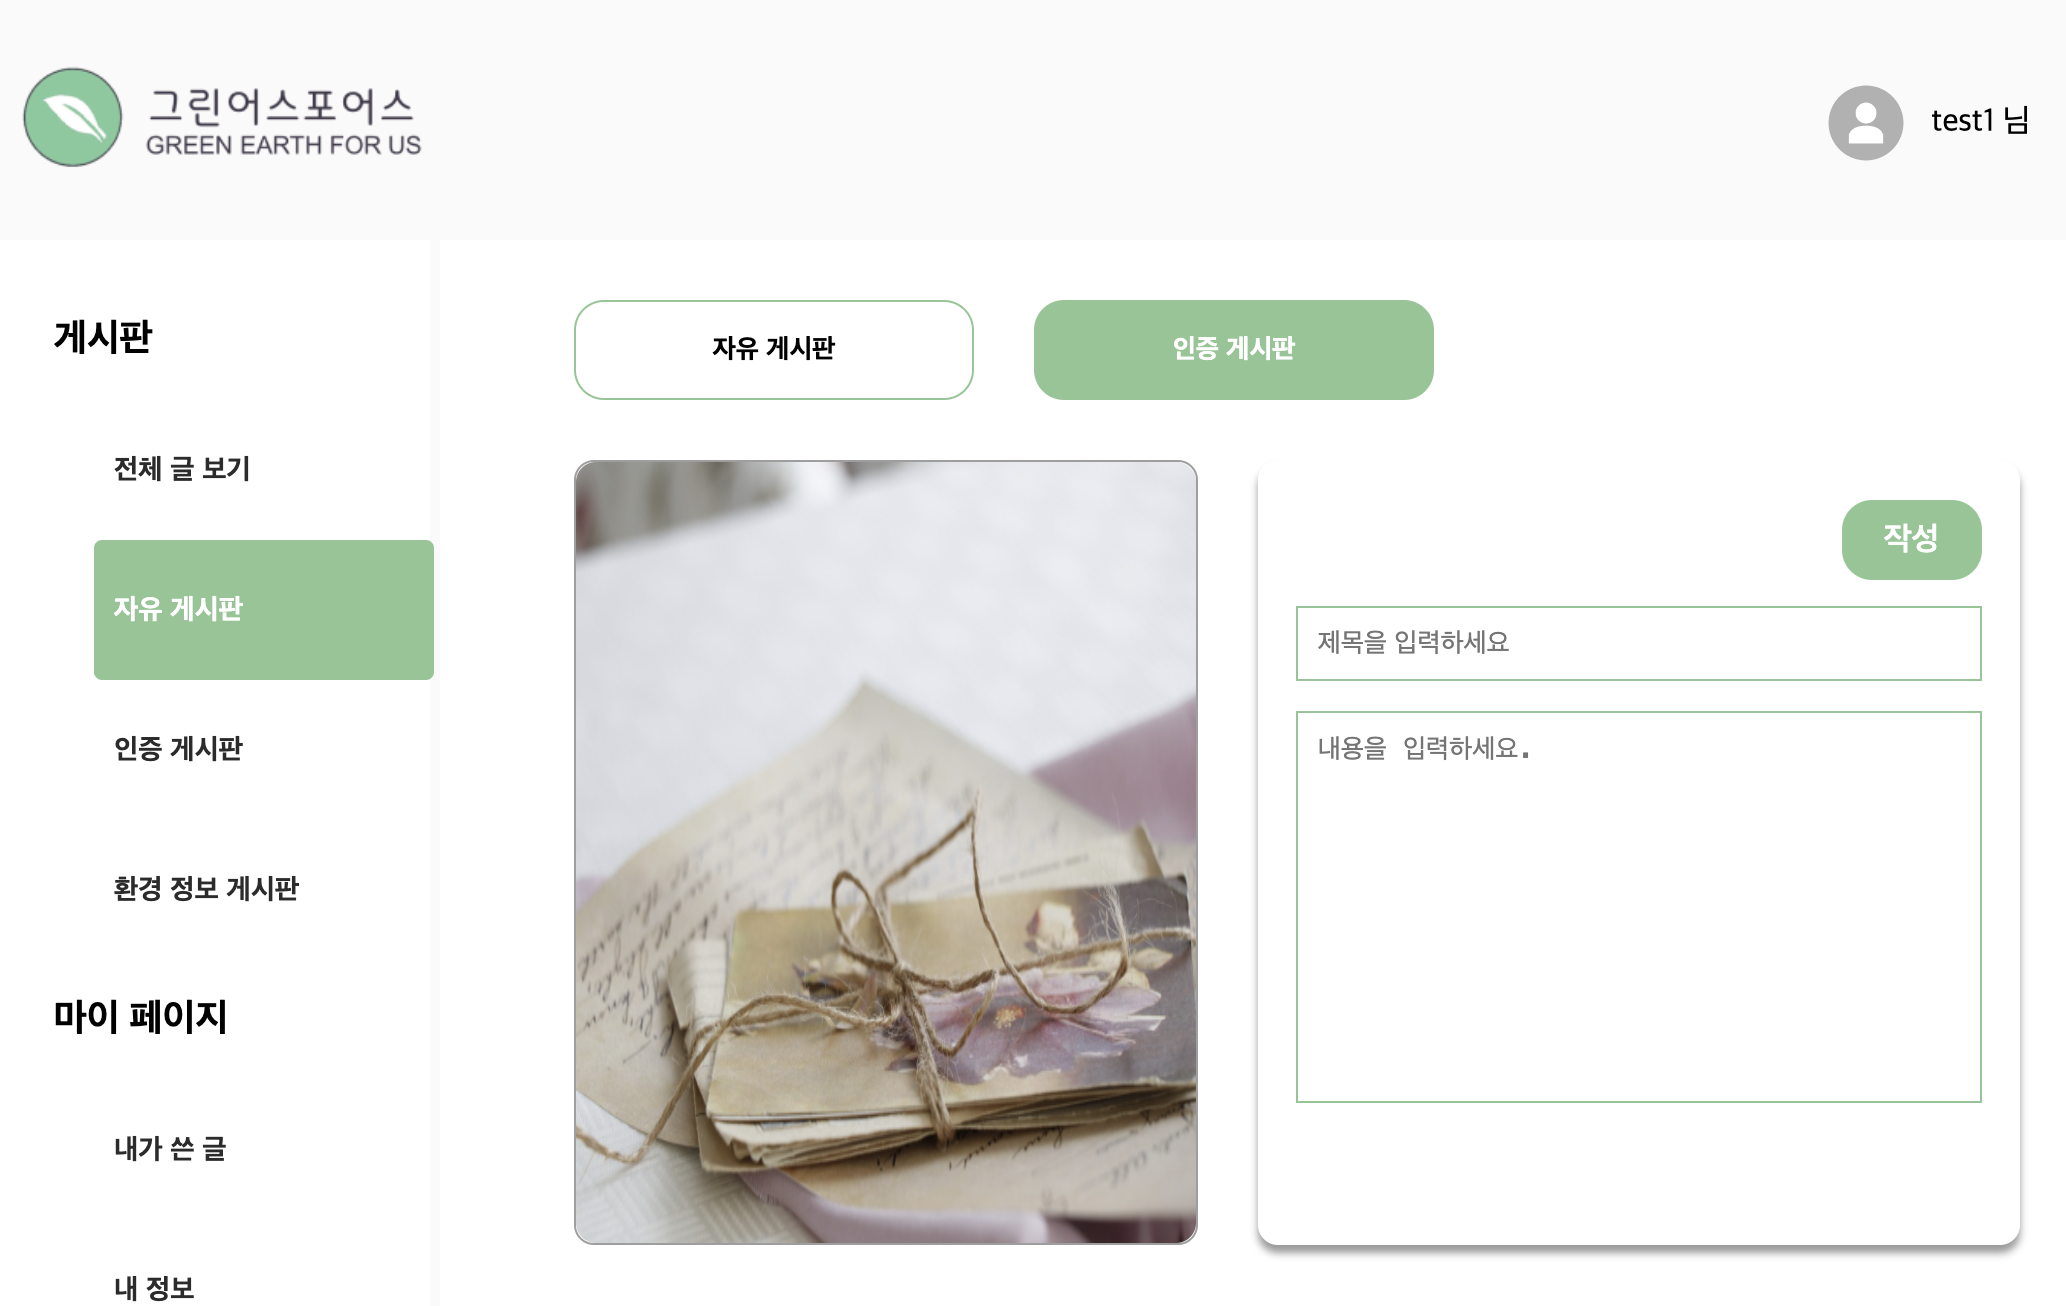 그린어스포어스
GREEN EARTH FOR US
test1 님
게시판
전체 글 보기
자유 게시판
인증 게시판
환경 정보 게시판
마이 페이지
내가 쓴 글
내 정보
자유 게시판
인증 게시판
작성
제목을 입력하세요
내용을 입력하세요.